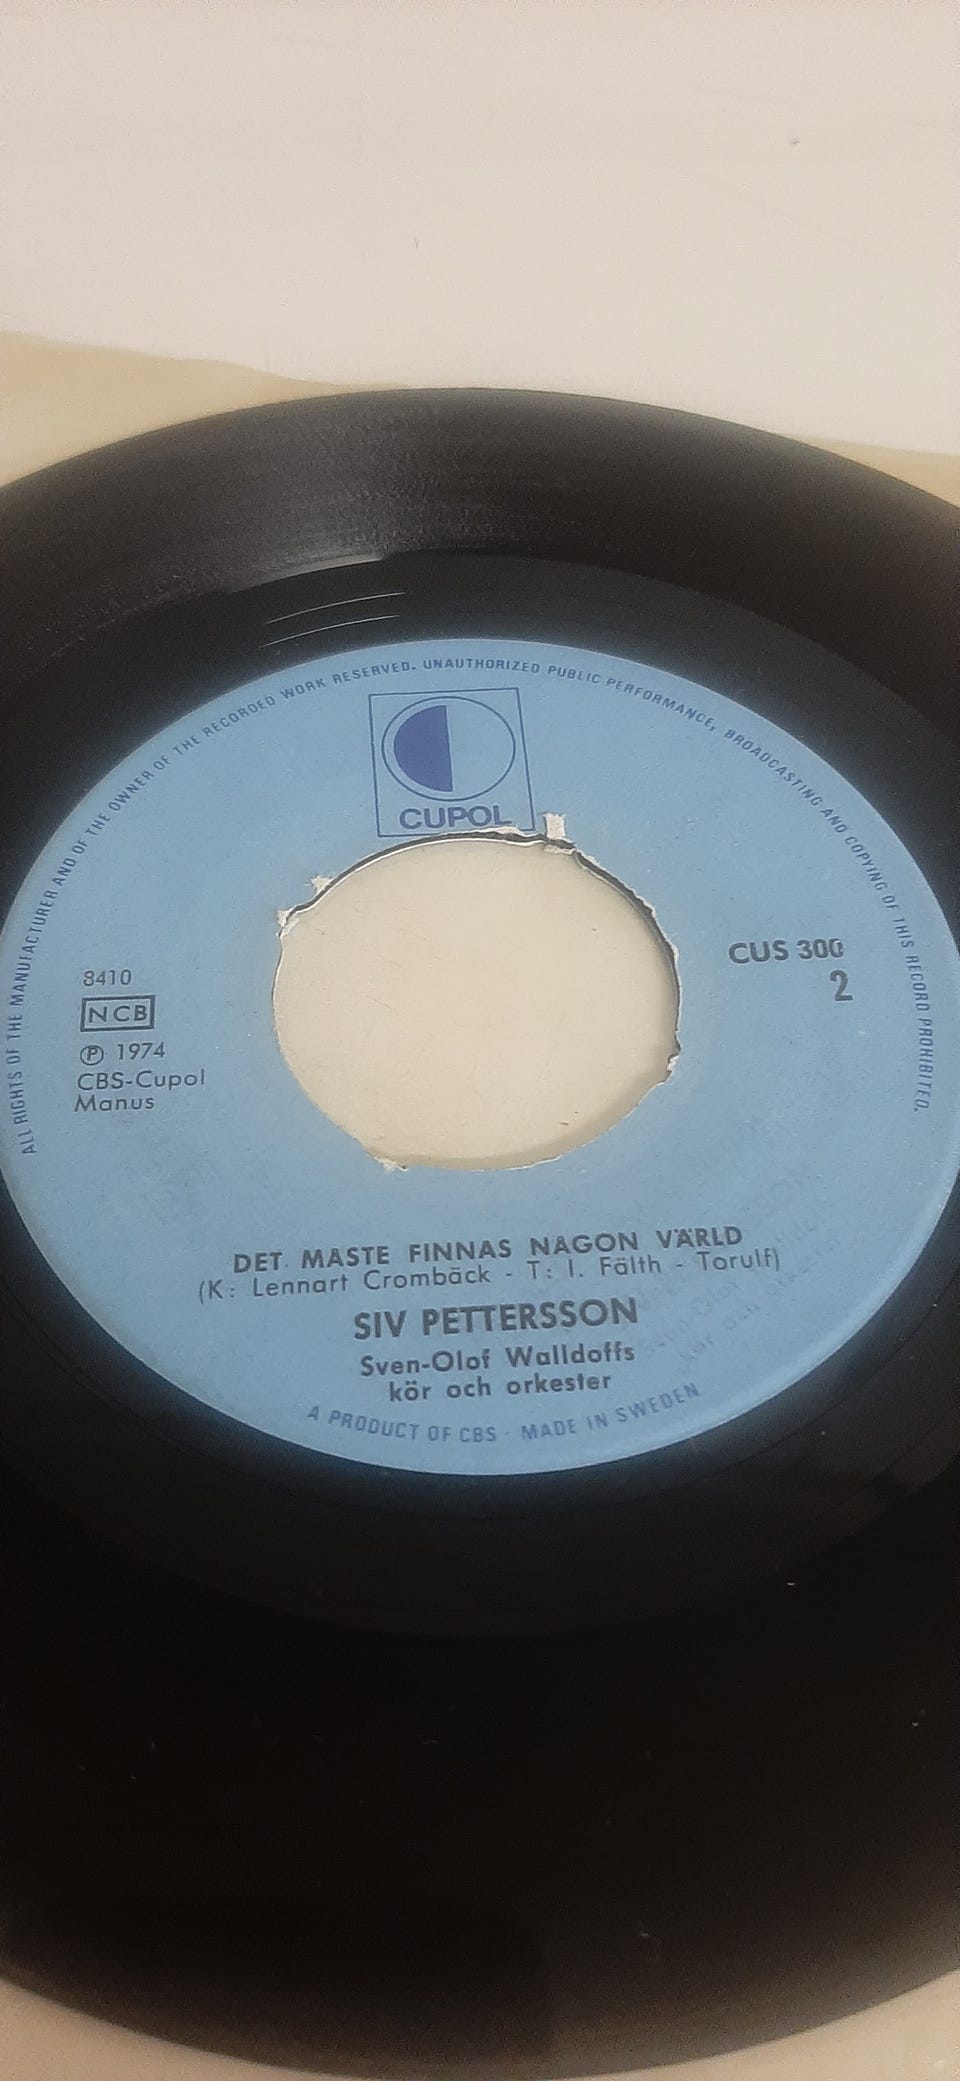 ALL RIGHTS OF THE MANUFACTURER AND OF THE OWNER OF THE RECORDED WORK RESERVED. UNAUTHORIZED PUBLIC PERFORMANCE, BROADCASTING AND COPYING OF THIS RECORD PROHIBITED.
CUPOL
CUS 300
2
8410
NCB
Ⓟ 1974
CBS-Cupol
Manus
DET MASTE FINNAS NAGON VÄRLD
(K: Lennart Crombäck - T: I. Fälth - Torulf)
SIV PETTERSSON
Sven-Olof Walldoffs
kör och orkester
A PRODUCT OF CBS · MADE IN SWEDEN